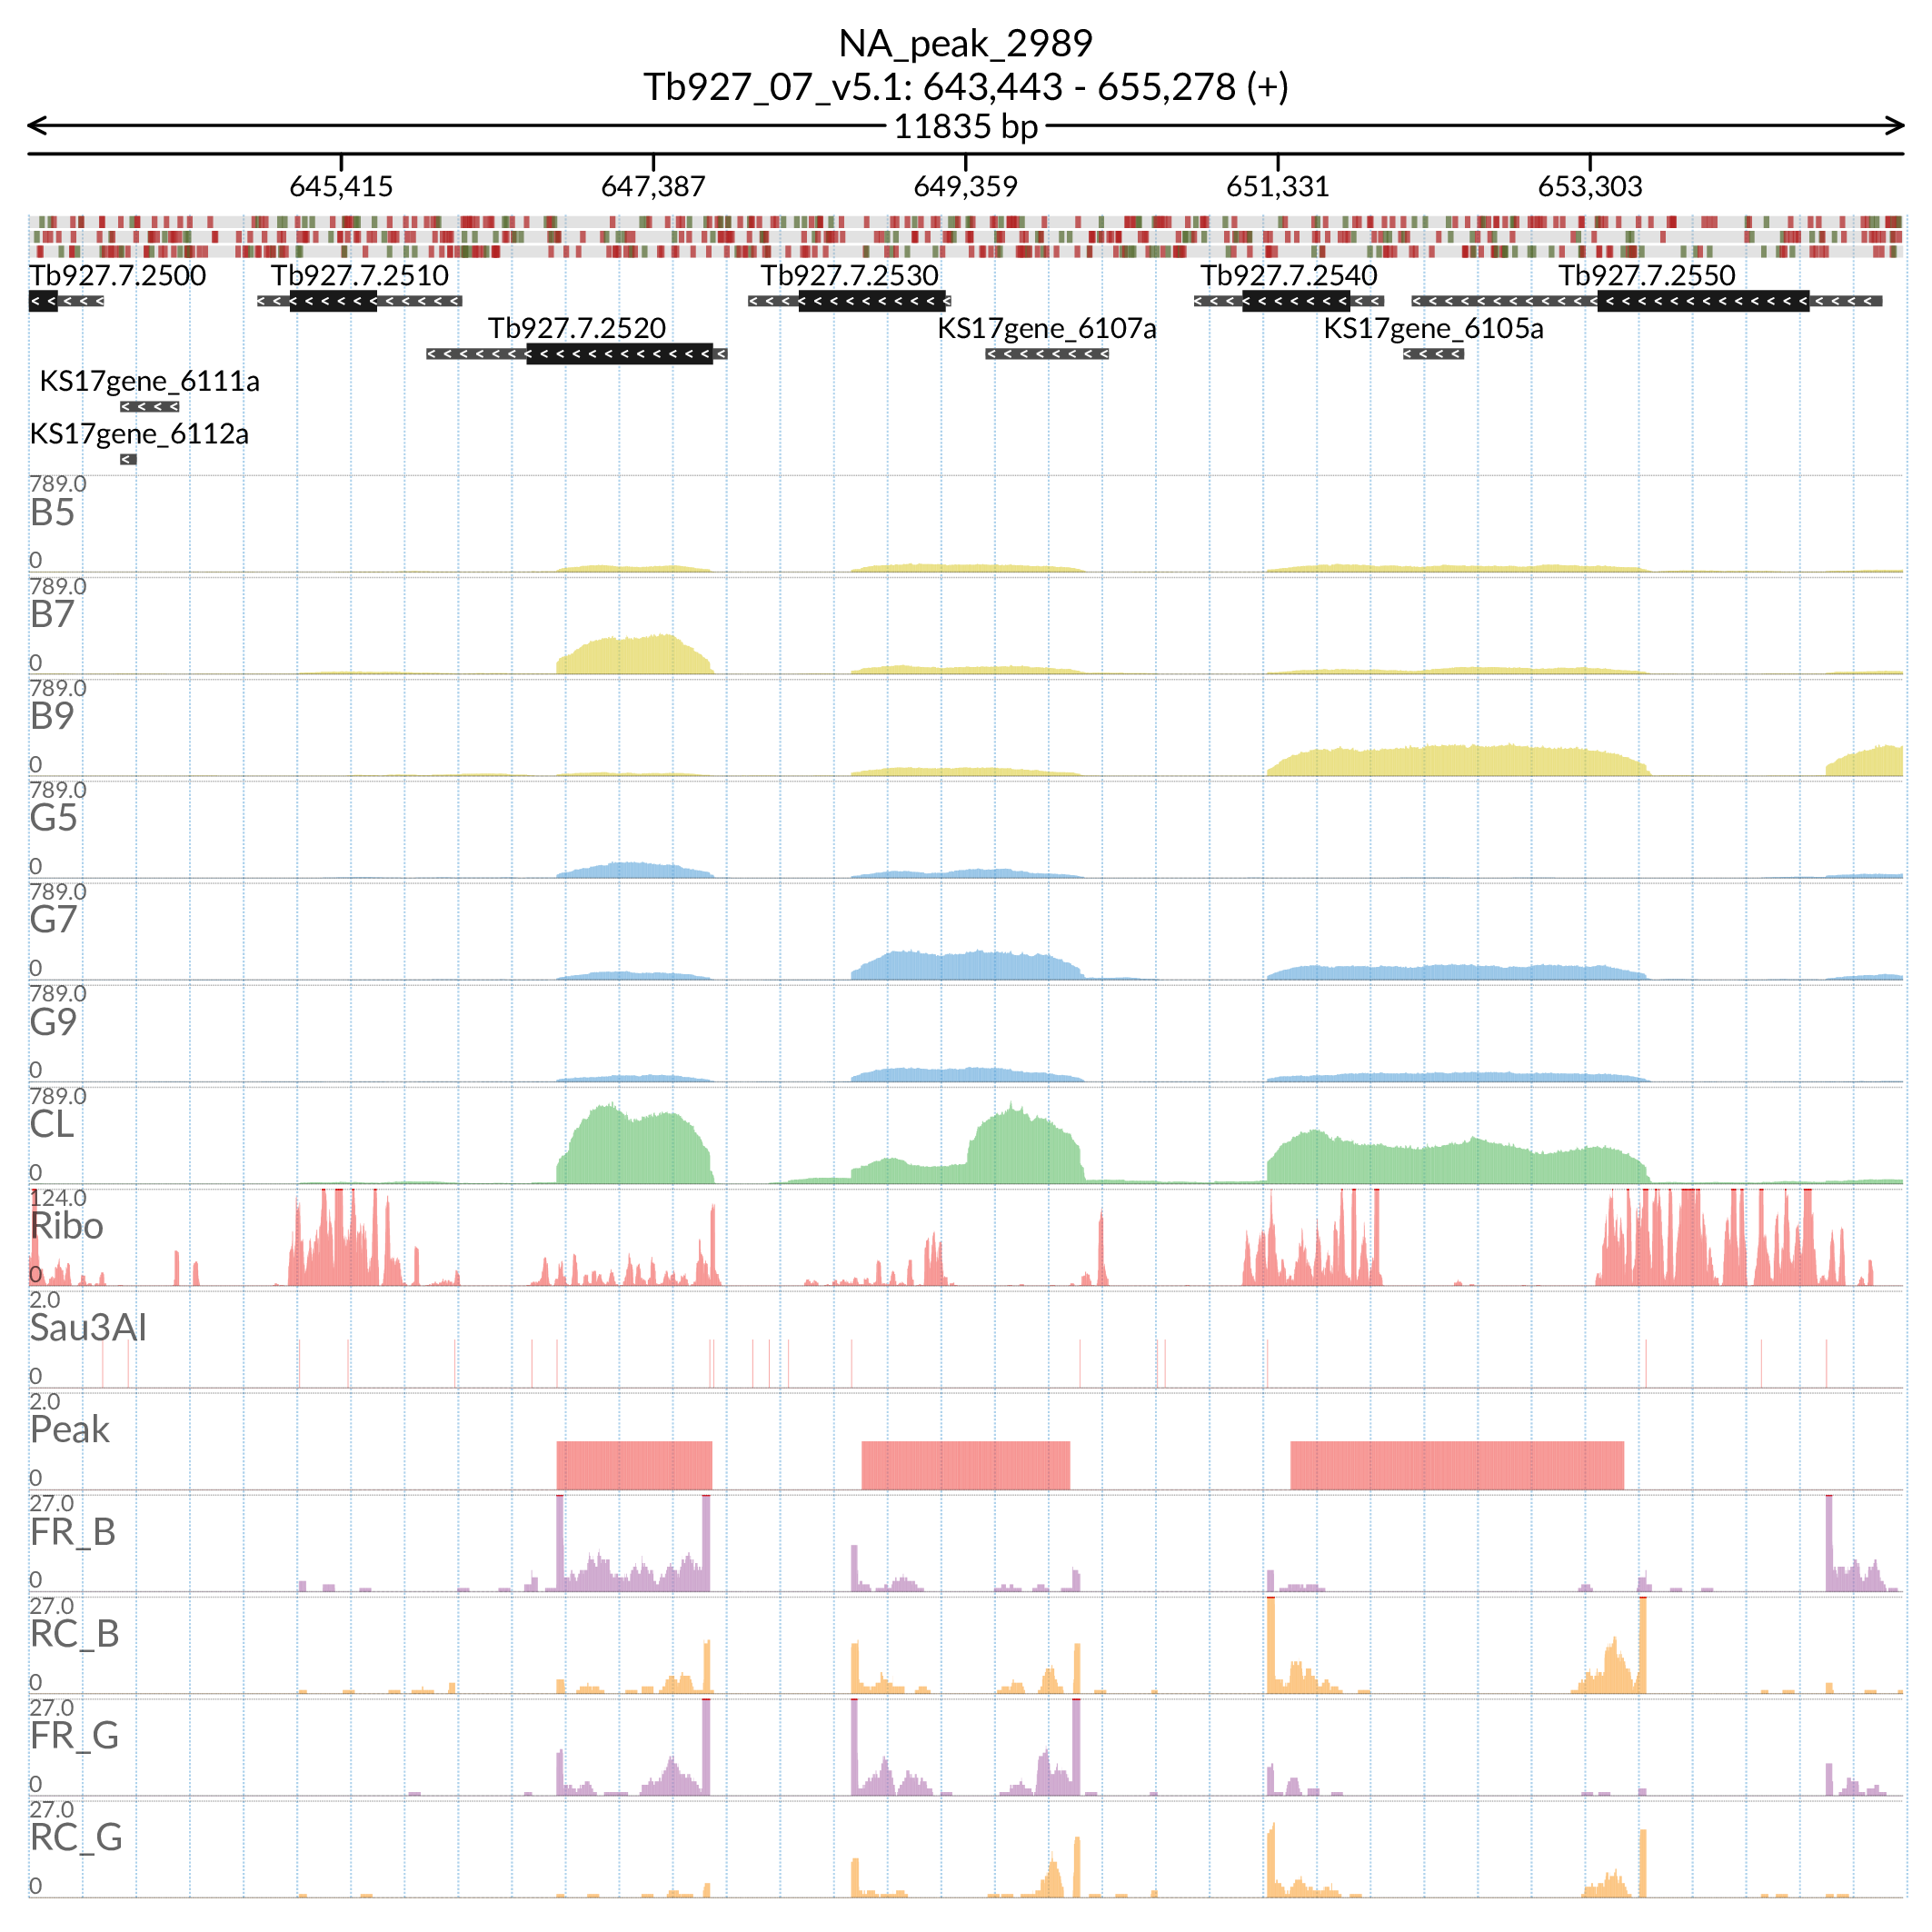 NA_peak_2989
Tb927_07_v5.1: 643,443 - 655,278 (+)
11835 bp
645,415 647,387 649,359 651,331 653,303
Tb927.7.2500 Tb927.7.2510 Tb927.7.2530 Tb927.7.2540 Tb927.7.2550
Tb927.7.2520 KS17gene_6107a KS17gene_6105a
KS17gene_6111a
KS17gene_6112a
789.0
B5
0
789.0
B7
0
789.0
B9
0
789.0
G5
0
789.0
G7
0
789.0
G9
0
789.0
CL
0
124.0
Ribo
0
2.0
Sau3AI
0
2.0
Peak
0
27.0
FR_B
0
27.0
RC_B
0
27.0
FR_G
0
27.0
RC_G
0